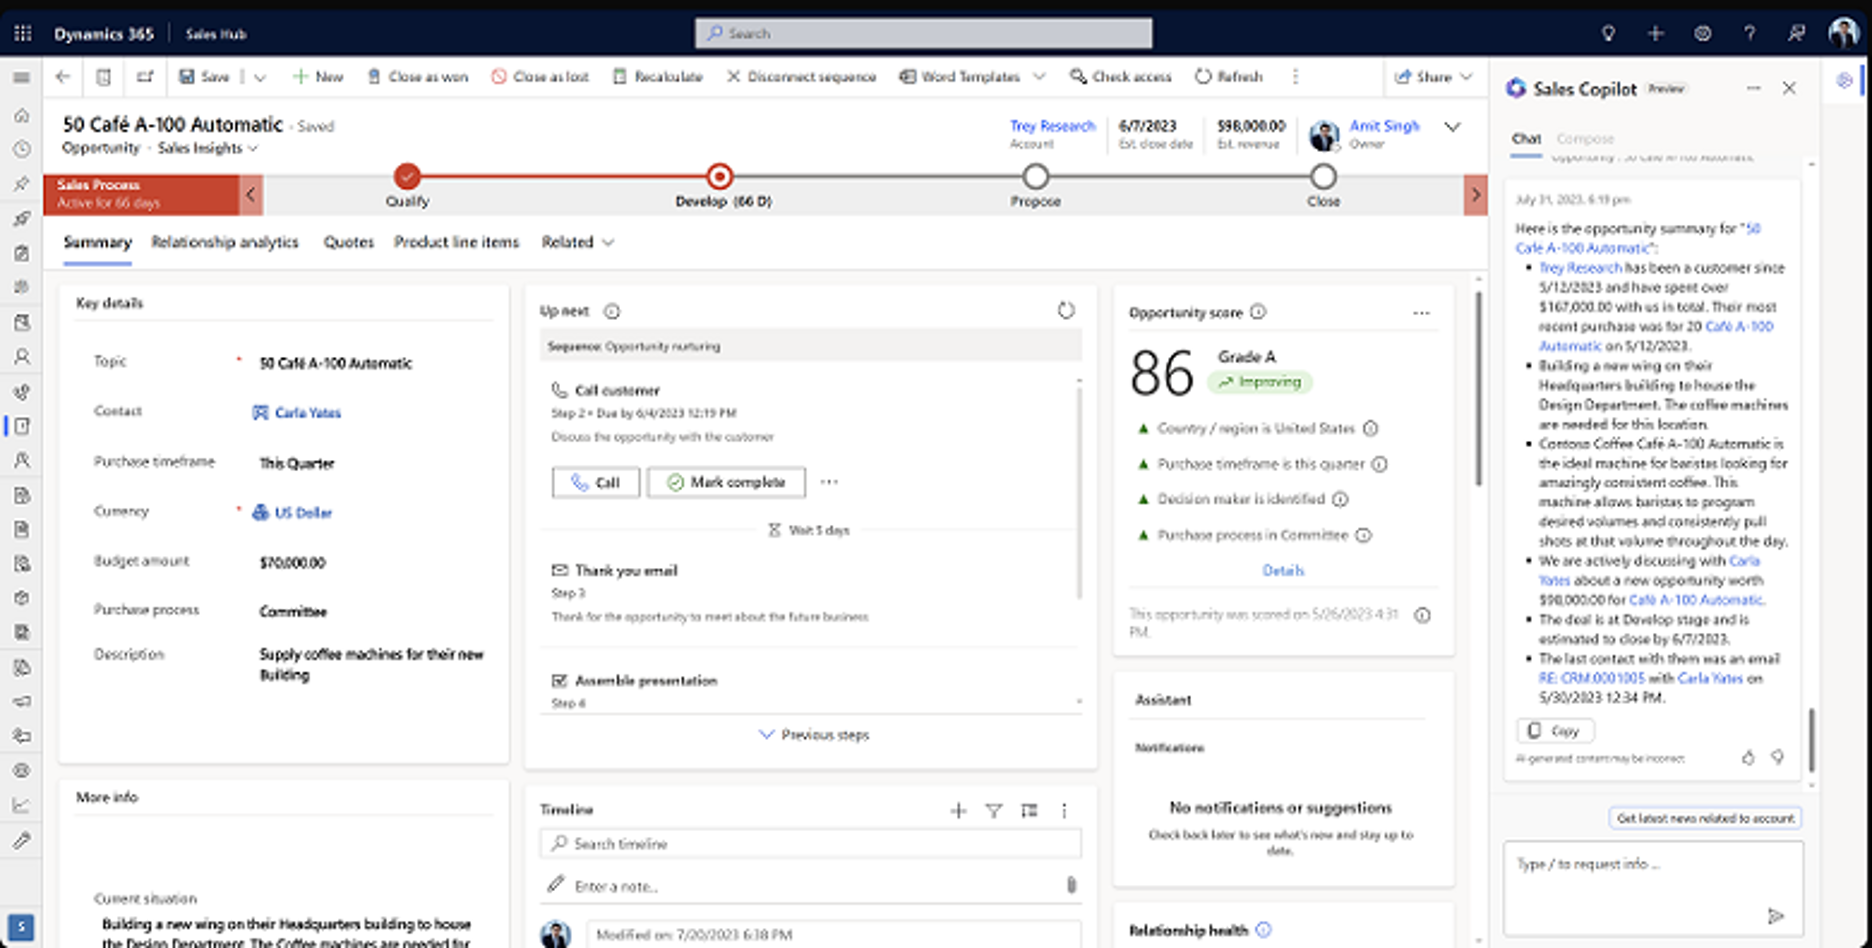 Dynamics 365 Sales Hub
Search
Save New Close as won Close as lost Recalculate Disconnect sequence Word Templates Check access Refresh Share
50 Café A-100 Automatic - Saved
Opportunity · Sales Insights
Trey Research
Account
6/7/2023
Est. close date
$98,000.00
Est. revenue
Amit Singh
Owner
Sales Process
Active for 66 days
Qualify
Develop (66 D)
Propose
Close
Summary Relationship analytics Quotes Product line items Related
Key details
Topic * 50 Café A-100 Automatic
Contact Carla Yates
Purchase timeframe This Quarter
Currency * US Dollar
Budget amount $70,000.00
Purchase process Committee
Description Supply coffee machines for their new
Building
More info
Current situation
Building a new wing on their Headquarters building to house
the Design Department. The Coffee machines are needed for
Up next
Sequence: Opportunity nurturing
Call customer
Step 2 • Due by 6/4/2023 12:19 PM
Discuss the opportunity with the customer
Call Mark complete
Wait 5 days
Thank you email
Step 3
Thank for the opportunity to meet about the future business
Assemble presentation
Step 4
Previous steps
Timeline
Search timeline
Enter a note...
Modified on: 7/20/2023 6:38 PM
Opportunity score
86
Grade A
Improving
Country / region is United States
Purchase timeframe is this quarter
Decision maker is identified
Purchase process in Committee
Details
This opportunity was scored on 5/26/2023 4:31
PM.
Assistant
Notifications
No notifications or suggestions
Check back later to see what's new and stay up to
date.
Relationship health
Sales Copilot Preview
Chat Compose
Opportunity : 50 Café A-100 Automatic
July 31, 2023, 6:19 pm
Here is the opportunity summary for "50
Café A-100 Automatic":
▪ Trey Research has been a customer since
5/12/2023 and have spent over
$167,000.00 with us in total. Their most
recent purchase was for 20 Café A-100
Automatic on 5/12/2023.
▪ Building a new wing on their
Headquarters building to house the
Design Department. The coffee machines
are needed for this location.
▪ Contoso Coffee Café A-100 Automatic is
the ideal machine for baristas looking for
amazingly consistent coffee. This
machine allows baristas to program
desired volumes and consistently pull
shots at that volume throughout the day.
▪ We are actively discussing with Carla
Yates about a new opportunity worth
$98,000.00 for Café A-100 Automatic.
▪ The deal is at Develop stage and is
estimated to close by 6/7/2023.
▪ The last contact with them was an email
RE: CRM:0001005 with Carla Yates on
5/30/2023 12:34 PM.
Copy
AI-generated content may be incorrect
Get latest news related to account
Type / to request info ...
S